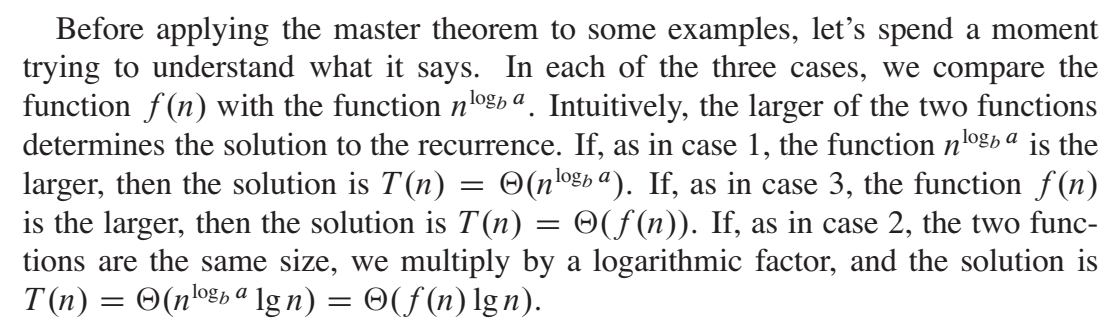 Before applying the master theorem to some examples, let’s spend a moment
trying to understand what it says. In each of the three cases, we compare the
function f(n) with the function n^{log_b a}. Intuitively, the larger of the two functions
determines the solution to the recurrence. If, as in case 1, the function n^{log_b a} is the
larger, then the solution is T(n) = Θ(n^{log_b a}). If, as in case 3, the function f(n)
is the larger, then the solution is T(n) = Θ(f(n)). If, as in case 2, the two func-
tions are the same size, we multiply by a logarithmic factor, and the solution is
T(n) = Θ(n^{log_b a} lg n) = Θ(f(n) lg n).